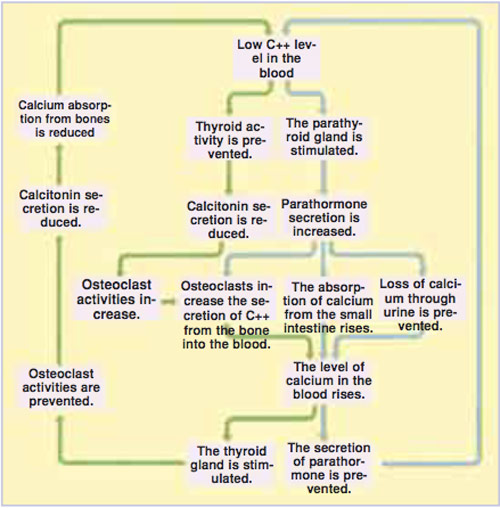 Low C++ lev-
el in the
blood
Calcium absorp-
tion from bones
is reduced
Thyroid ac-
tivity is pre-
vented.
The parathy-
roid gland is
stimulated.
Calcitonin se-
cretion is re-
duced.
Calcitonin se-
cretion is re-
duced.
Parathormone
secretion is
increased.
Osteoclast
activities in-
crease.
Osteoclasts in-
crease the se-
cretion of C++
from the bone
into the blood.
The absorp-
tion of calcium
from the small
intestine rises.
Loss of calci-
um through
urine is pre-
vented.
Osteoclast
activities are
prevented.
The level of
calcium in the
blood rises.
The thyroid
gland is stim-
ulated.
The secretion
of parathor-
mone is pre-
vented.